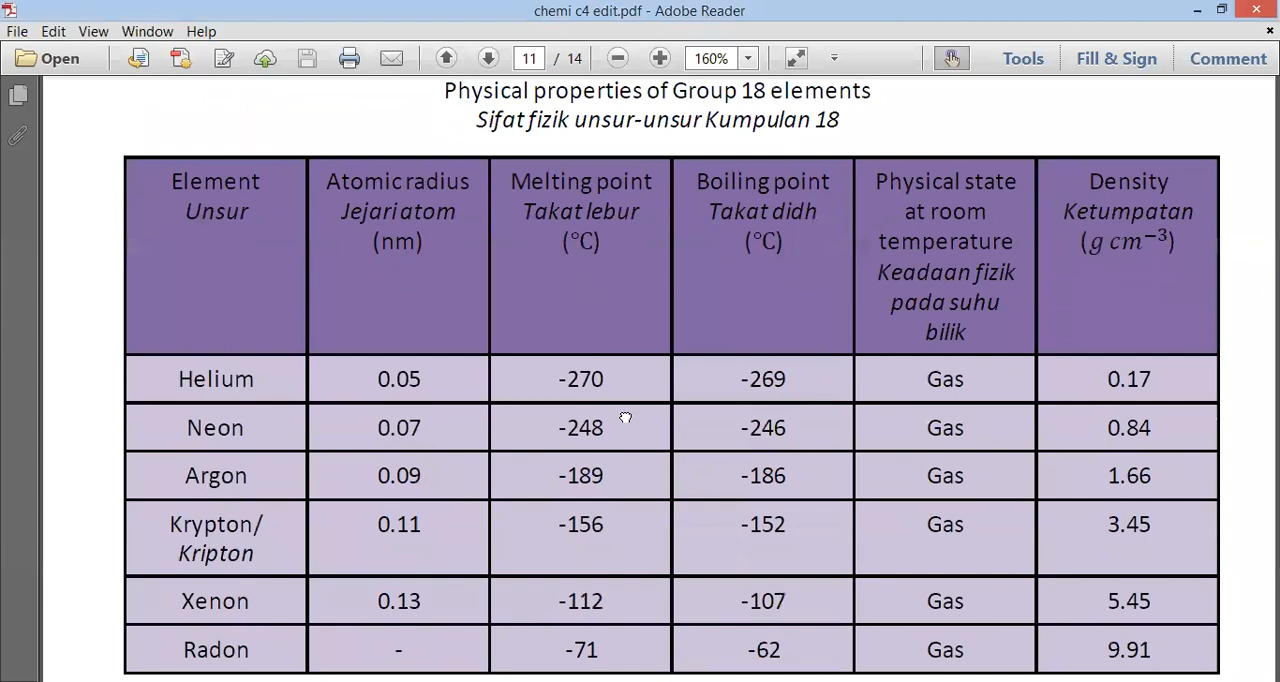 chemi c4 edit.pdf - Adobe Reader
File Edit View Window Help
Open 11 / 14 160% Tools Fill & Sign Comment
Physical properties of Group 18 elements
Sifat fizik unsur-unsur Kumpulan 18
Element
Unsur
Atomic radius
Jejari atom
(nm)
Melting point
Takat lebur
(°C)
Boiling point
Takat didh
(°C)
Physical state
at room
temperature
Keadaan fizik
pada suhu
bilik
Density
Ketumpatan
(g cm⁻³)
Helium 0.05 -270 -269 Gas 0.17
Neon 0.07 -248 -246 Gas 0.84
Argon 0.09 -189 -186 Gas 1.66
Krypton/ 0.11 -156 -152 Gas 3.45
Kripton
Xenon 0.13 -112 -107 Gas 5.45
Radon - -71 -62 Gas 9.91